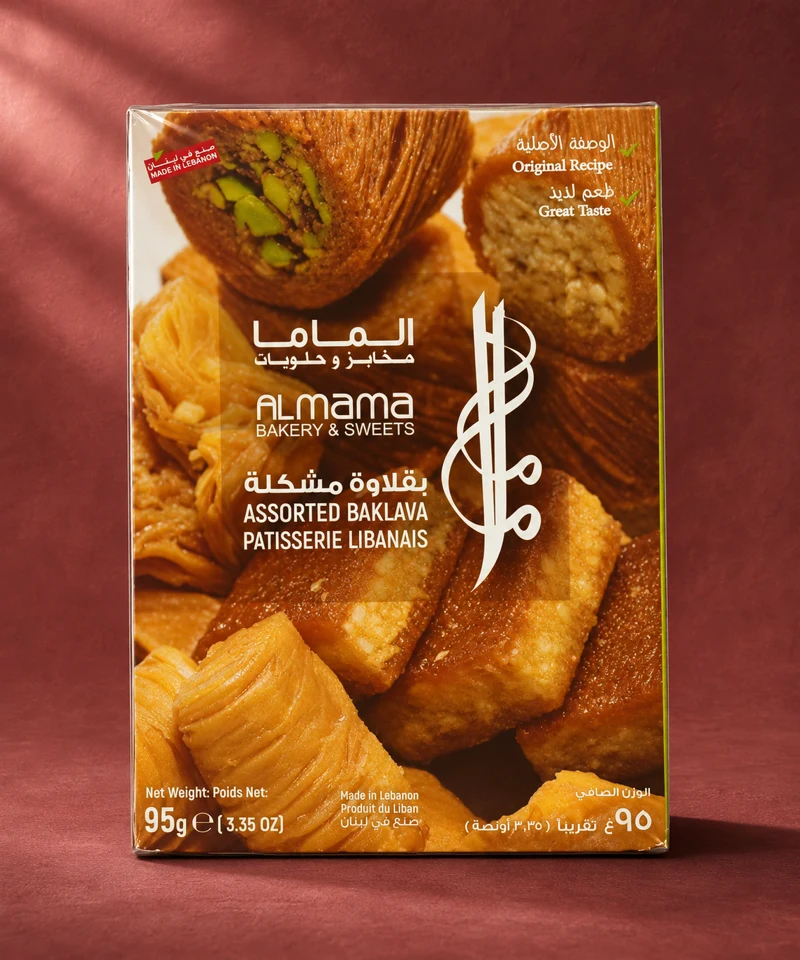 صنع في لبنان
MADE IN LEBANON
الوصفة الأصلية
Original Recipe
طعم لذيذ
Great Taste
الماما
مخابز و حلويات
ALmama
BAKERY & SWEETS
بقلاوة مشكلة
ASSORTED BAKLAVA
PATISSERIE LIBANAIS
Net Weight: Poids Net:
95g ℮ (3.35 OZ)
Made in Lebanon
Produit du Liban
صنع في لبنان
الوزن الصافي
٩٥غ تقريباً (٣,٣٥ أونصة)